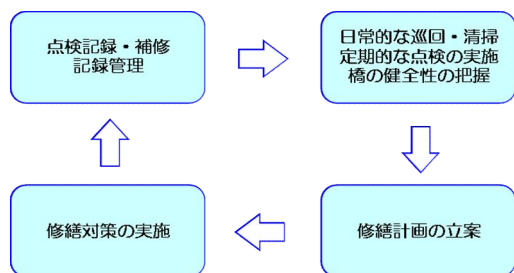 点検記録・補修
記録管理
日常的な巡回・清掃
定期的な点検の実施
橋の健全性の把握
修繕対策の実施
修繕計画の立案